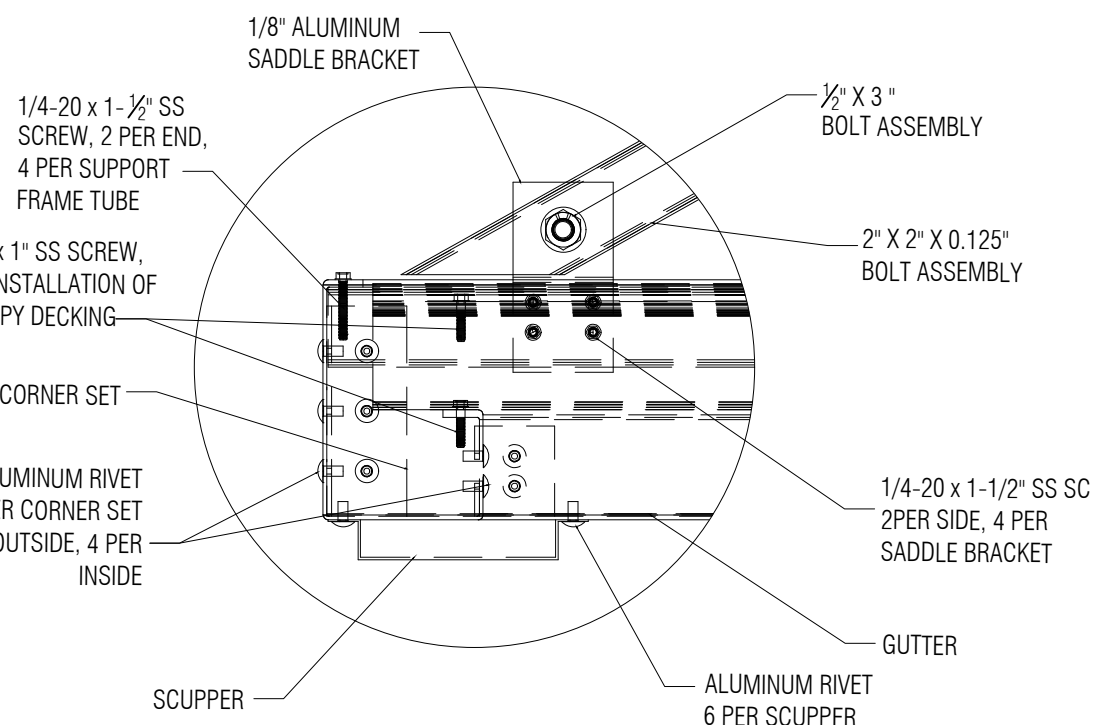 1/8" ALUMINUM
SADDLE BRACKET
1/4-20 x 1-½" SS
SCREW, 2 PER END,
4 PER SUPPORT
FRAME TUBE
½" X 3 "
BOLT ASSEMBLY
x 1" SS SCREW,
NSTALLATION OF
PY DECKING
2" X 2" X 0.125"
BOLT ASSEMBLY
CORNER SET
UMINUM RIVET
ER CORNER SET
OUTSIDE, 4 PER
INSIDE
1/4-20 x 1-1/2" SS SC
2PER SIDE, 4 PER
SADDLE BRACKET
GUTTER
SCUPPER
ALUMINUM RIVET
6 PER SCUPPER